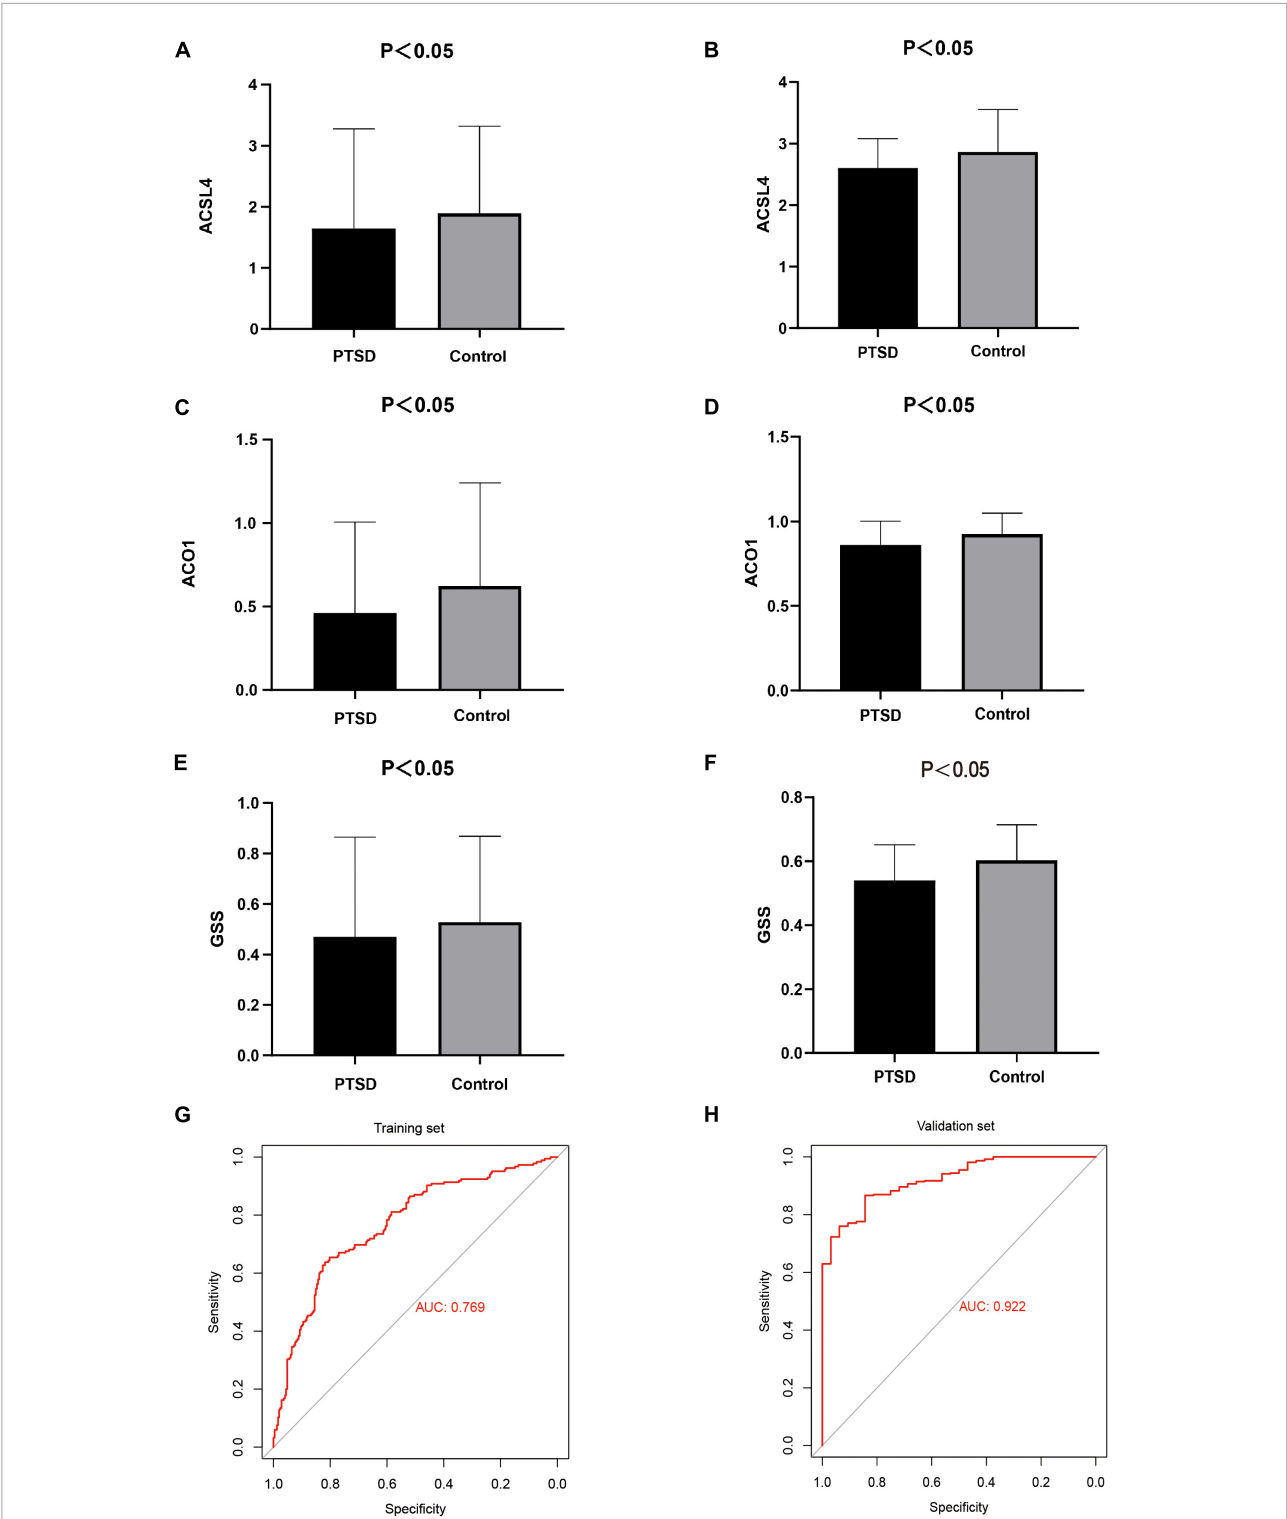 A
P<0.05
4
3
2
1
0
ACSL4
PTSD
Control
B
P<0.05
4
3
2
1
0
ACSL4
PTSD
Control
C
P<0.05
1.5
1.0
0.5
0.0
ACO1
PTSD
Control
D
P<0.05
1.5
1.0
0.5
0.0
ACO1
PTSD
Control
E
P<0.05
1.0
0.8
0.6
0.4
0.2
0.0
GSS
PTSD
Control
F
P<0.05
0.8
0.6
0.4
0.2
0.0
GSS
PTSD
Control
G
Training set
1.0
0.8
0.6
0.4
0.2
0.0
Sensitivity
AUC: 0.769
1.0 0.8 0.6 0.4 0.2 0.0
Specificity
H
Validation set
1.0
0.8
0.6
0.4
0.2
0.0
Sensitivity
AUC: 0.922
1.0 0.8 0.6 0.4 0.2 0.0
Specificity